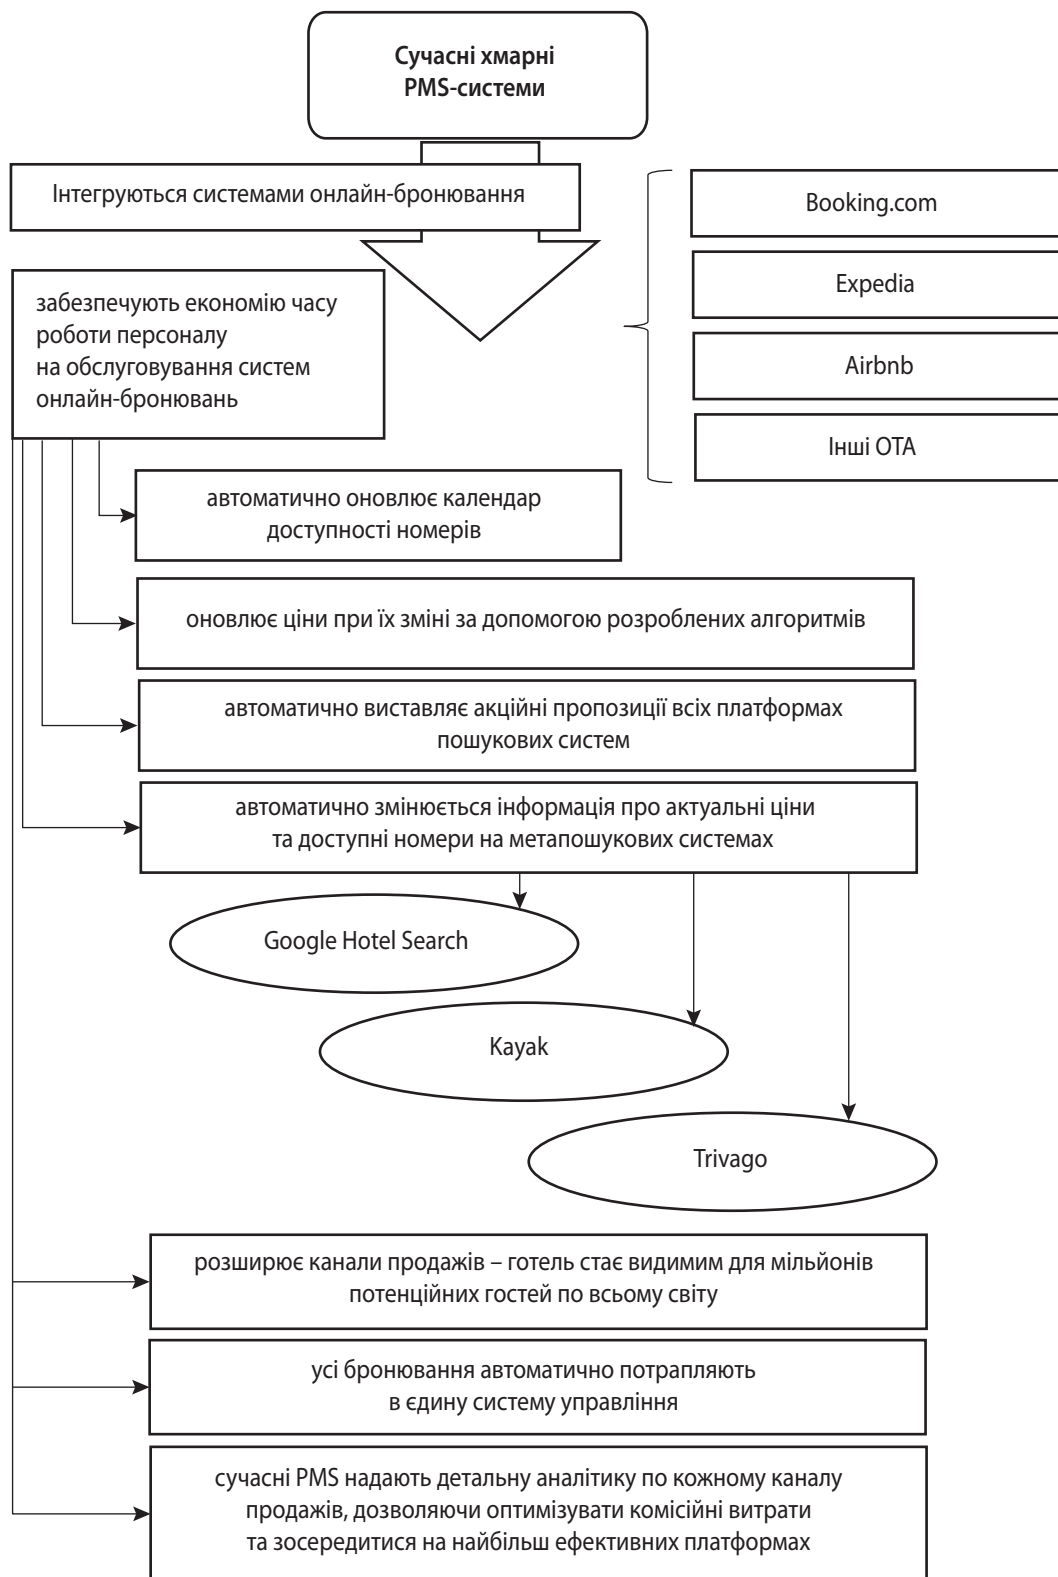 Сучасні хмарні
PMS-системи
Інтегруються системами онлайн-бронювання
Booking.com
Expedia
Airbnb
Інші ОТА
забезпечують економію часу
роботи персоналу
на обслуговування систем
онлайн-бронювань
автоматично оновлює календар
доступності номерів
оновлює ціни при їх зміні за допомогою розроблених алгоритмів
автоматично виставляє акційні пропозиції всіх платформах
пошукових систем
автоматично змінюється інформація про актуальні ціни
та доступні номери на метапошукових системах
Google Hotel Search
Kayak
Trivago
розширює канали продажів – готель стає видимим для мільйонів
потенційних гостей по всьому світу
усі бронювання автоматично потрапляють
в єдину систему управління
сучасні PMS надають детальну аналітику по кожному каналу
продажів, дозволяючи оптимізувати комісійні витрати
та зосередитися на найбільш ефективних платформах